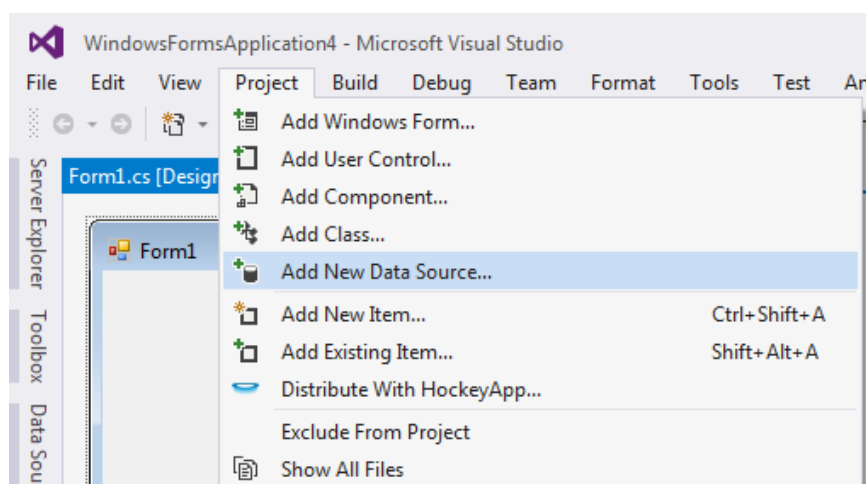 WindowsFormsApplication4 - Microsoft Visual Studio
File Edit View Project Build Debug Team Format Tools Test
Form1.cs [Design
Form1
Server Explorer
Toolbox
Data Sou
Add Windows Form...
Add User Control...
Add Component...
Add Class...
Add New Data Source...
Add New Item... Ctrl+Shift+A
Add Existing Item... Shift+Alt+A
Distribute With HockeyApp...
Exclude From Project
Show All Files